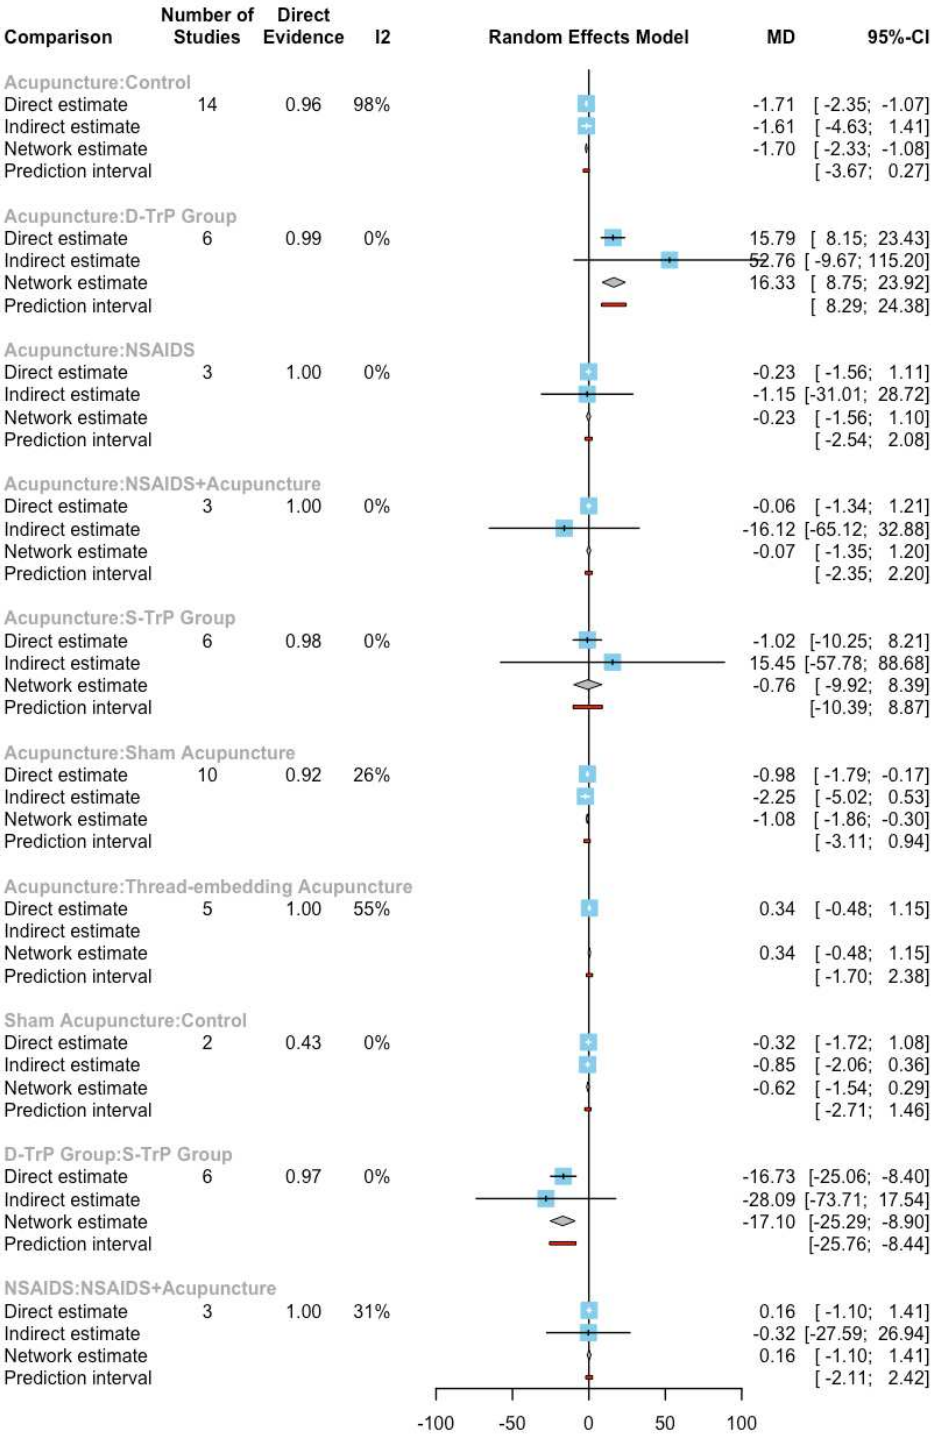 Comparison Number of Studies Direct Evidence I2 Random Effects Model MD 95%-CI
Acupuncture:Control
Direct estimate 14 0.96 98% -1.71 [ -2.35; -1.07]
Indirect estimate -1.61 [ -4.63; 1.41]
Network estimate -1.70 [ -2.33; -1.08]
Prediction interval [ -3.67; 0.27]
Acupuncture:D-TrP Group
Direct estimate 6 0.99 0% 15.79 [ 8.15; 23.43]
Indirect estimate 52.76 [ -9.67; 115.20]
Network estimate 16.33 [ 8.75; 23.92]
Prediction interval [ 8.29; 24.38]
Acupuncture:NSAIDS
Direct estimate 3 1.00 0% -0.23 [ -1.56; 1.11]
Indirect estimate -1.15 [-31.01; 28.72]
Network estimate -0.23 [ -1.56; 1.10]
Prediction interval [ -2.54; 2.08]
Acupuncture:NSAIDS+Acupuncture
Direct estimate 3 1.00 0% -0.06 [ -1.34; 1.21]
Indirect estimate -16.12 [-65.12; 32.88]
Network estimate -0.07 [ -1.35; 1.20]
Prediction interval [ -2.35; 2.20]
Acupuncture:S-TrP Group
Direct estimate 6 0.98 0% -1.02 [-10.25; 8.21]
Indirect estimate 15.45 [-57.78; 88.68]
Network estimate -0.76 [ -9.92; 8.39]
Prediction interval [-10.39; 8.87]
Acupuncture:Sham Acupuncture
Direct estimate 10 0.92 26% -0.98 [ -1.79; -0.17]
Indirect estimate -2.25 [ -5.02; 0.53]
Network estimate -1.08 [ -1.86; -0.30]
Prediction interval [ -3.11; 0.94]
Acupuncture:Thread-embedding Acupuncture
Direct estimate 5 1.00 55% 0.34 [ -0.48; 1.15]
Indirect estimate
Network estimate 0.34 [ -0.48; 1.15]
Prediction interval [ -1.70; 2.38]
Sham Acupuncture:Control
Direct estimate 2 0.43 0% -0.32 [ -1.72; 1.08]
Indirect estimate -0.85 [ -2.06; 0.36]
Network estimate -0.62 [ -1.54; 0.29]
Prediction interval [ -2.71; 1.46]
D-TrP Group:S-TrP Group
Direct estimate 6 0.97 0% -16.73 [-25.06; -8.40]
Indirect estimate -28.09 [-73.71; 17.54]
Network estimate -17.10 [-25.29; -8.90]
Prediction interval [-25.76; -8.44]
NSAIDS:NSAIDS+Acupuncture
Direct estimate 3 1.00 31% 0.16 [ -1.10; 1.41]
Indirect estimate -0.32 [-27.59; 26.94]
Network estimate 0.16 [ -1.10; 1.41]
Prediction interval [ -2.11; 2.42]
-100 -50 0 50 100